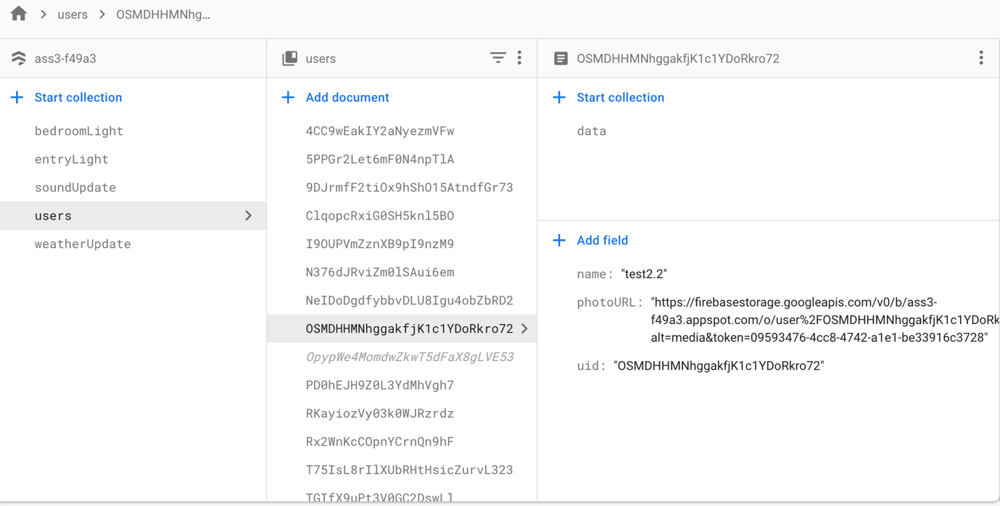 users
OSMDHHMNhg...
ass3-f49a3
Start collection
bedroomLight
entryLight
soundUpdate
users
weatherUpdate
users
Add document
4CC9wEakIY2aNyezmVFw
5PPGr2Let6mF0N4npTlA
9DJrmfF2tiOx9hShO15AtndfGr73
ClqopcRxiG0SH5knl5BO
I9OUPVmZznXB9pI9nzM9
N376dJRviZm0lSAui6em
NeIDoDgdfybbvDLU8Igu4obZbRD2
OSMDHHMNhggakfjK1c1YDoRkro72
OpypWe4MomdwZkwT5dFaX8gLVE53
PD0hEJH9Z0L3YdMhVgh7
RKayiozVy03k0WJRzrdz
Rx2WnKcCOpnYCrnQn9hF
T75IsL8rIlXUbRHtHsicZurvL323
TGIfX9uPt3V0GC2DswLl
OSMDHHMNhggakfjK1c1YDoRkro72
Start collection
data
Add field
name: "test2.2"
photoURL: "https://firebasestorage.googleapis.com/v0/b/ass3-
f49a3.appspot.com/o/user%2FOSMDHHMNhggakfjK1c1YDoRk
alt=media&token=09593476-4cc8-4742-a1e1-be33916c3728"
uid: "OSMDHHMNhggakfjK1c1YDoRkro72"